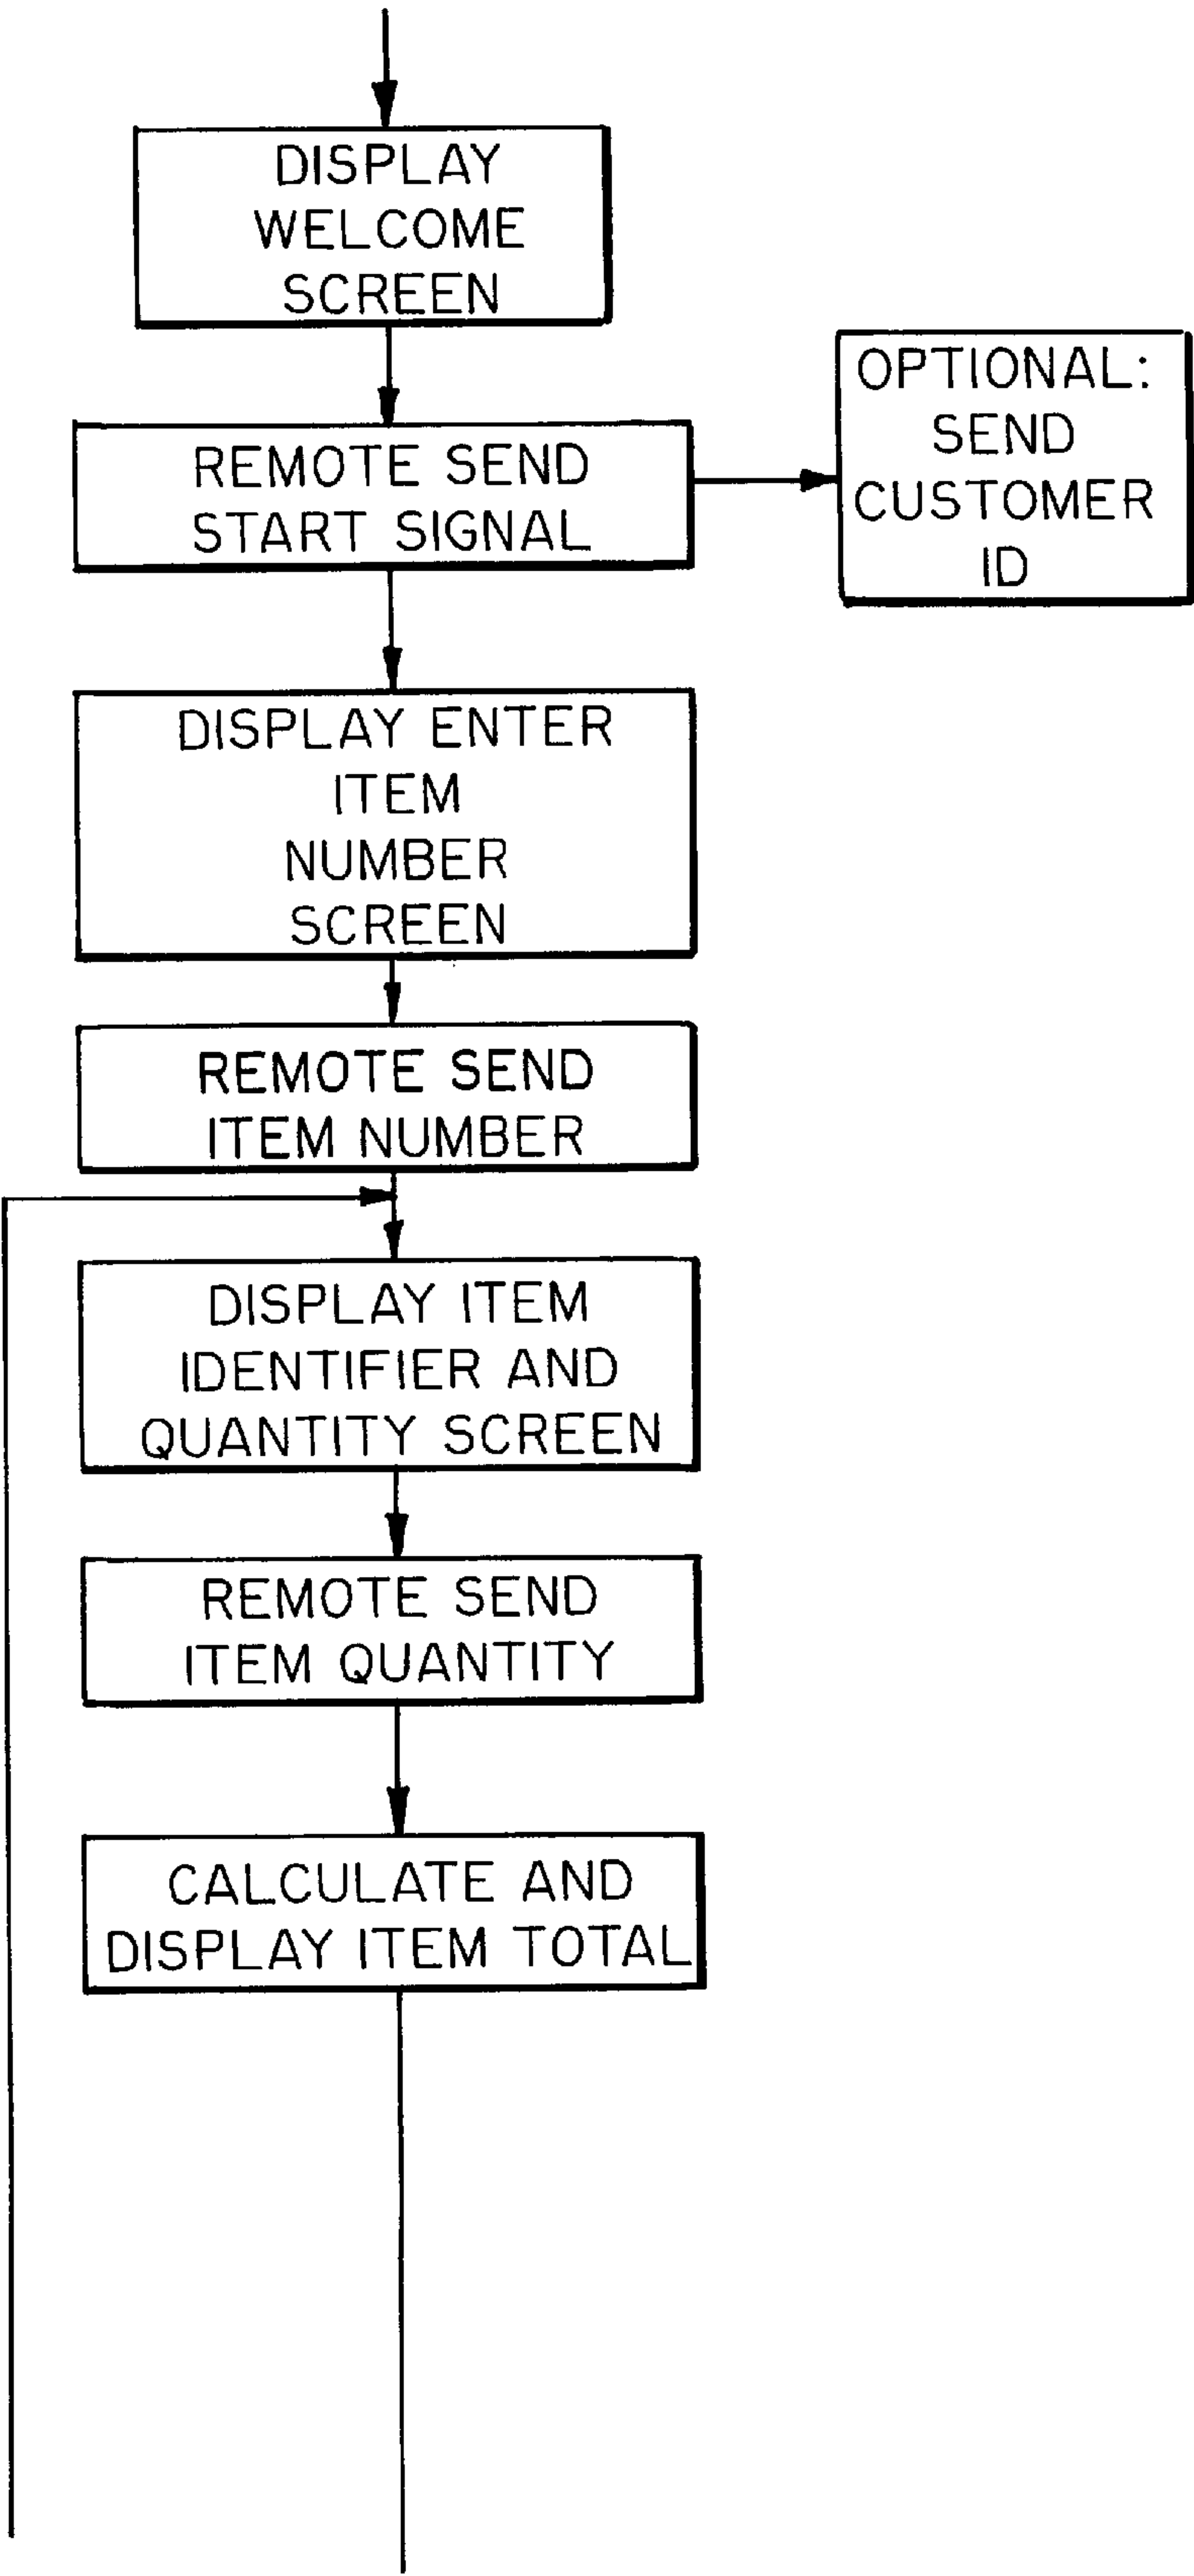 DISPLAY
WELCOME
SCREEN
REMOTE SEND
START SIGNAL
OPTIONAL:
SEND
CUSTOMER
ID
DISPLAY ENTER
ITEM
NUMBER
SCREEN
REMOTE SEND
ITEM NUMBER
DISPLAY ITEM
IDENTIFIER AND
QUANTITY SCREEN
REMOTE SEND
ITEM QUANTITY
CALCULATE AND
DISPLAY ITEM TOTAL